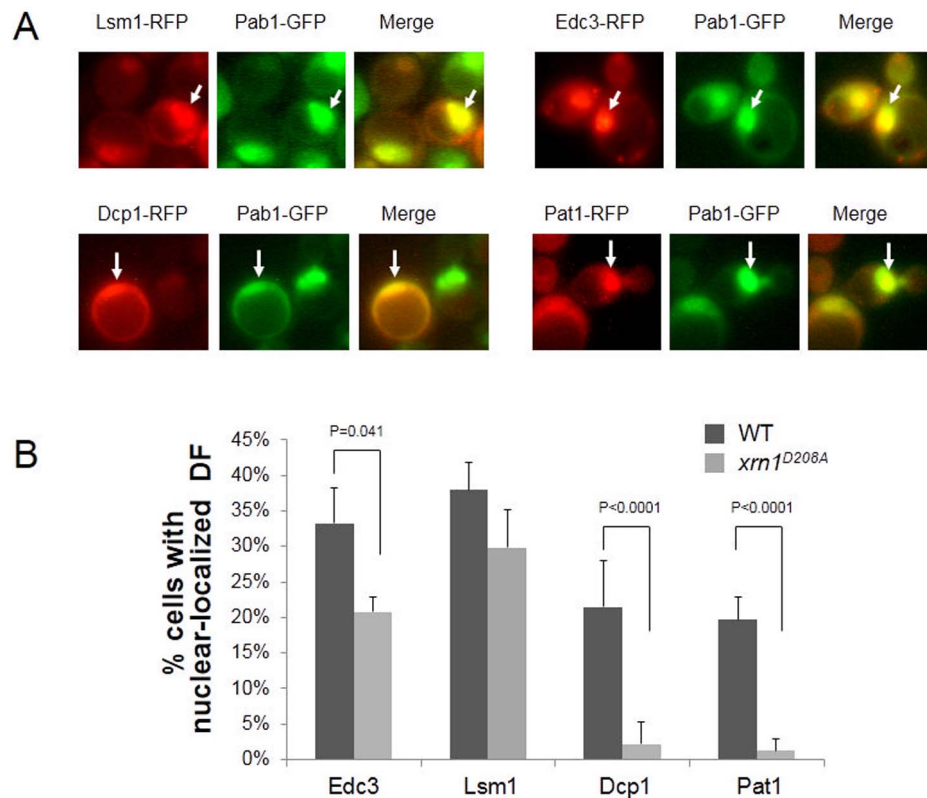 A
Lsm1-RFP Pab1-GFP Merge
Edc3-RFP Pab1-GFP Merge
Dcp1-RFP Pab1-GFP Merge
Pat1-RFP Pab1-GFP Merge
B
% cells with
nuclear-localized DF
45%
40%
35%
30%
25%
20%
15%
10%
5%
0%
P=0.041
P<0.0001
P<0.0001
WT
xrn1^D208A
Edc3 Lsm1 Dcp1 Pat1